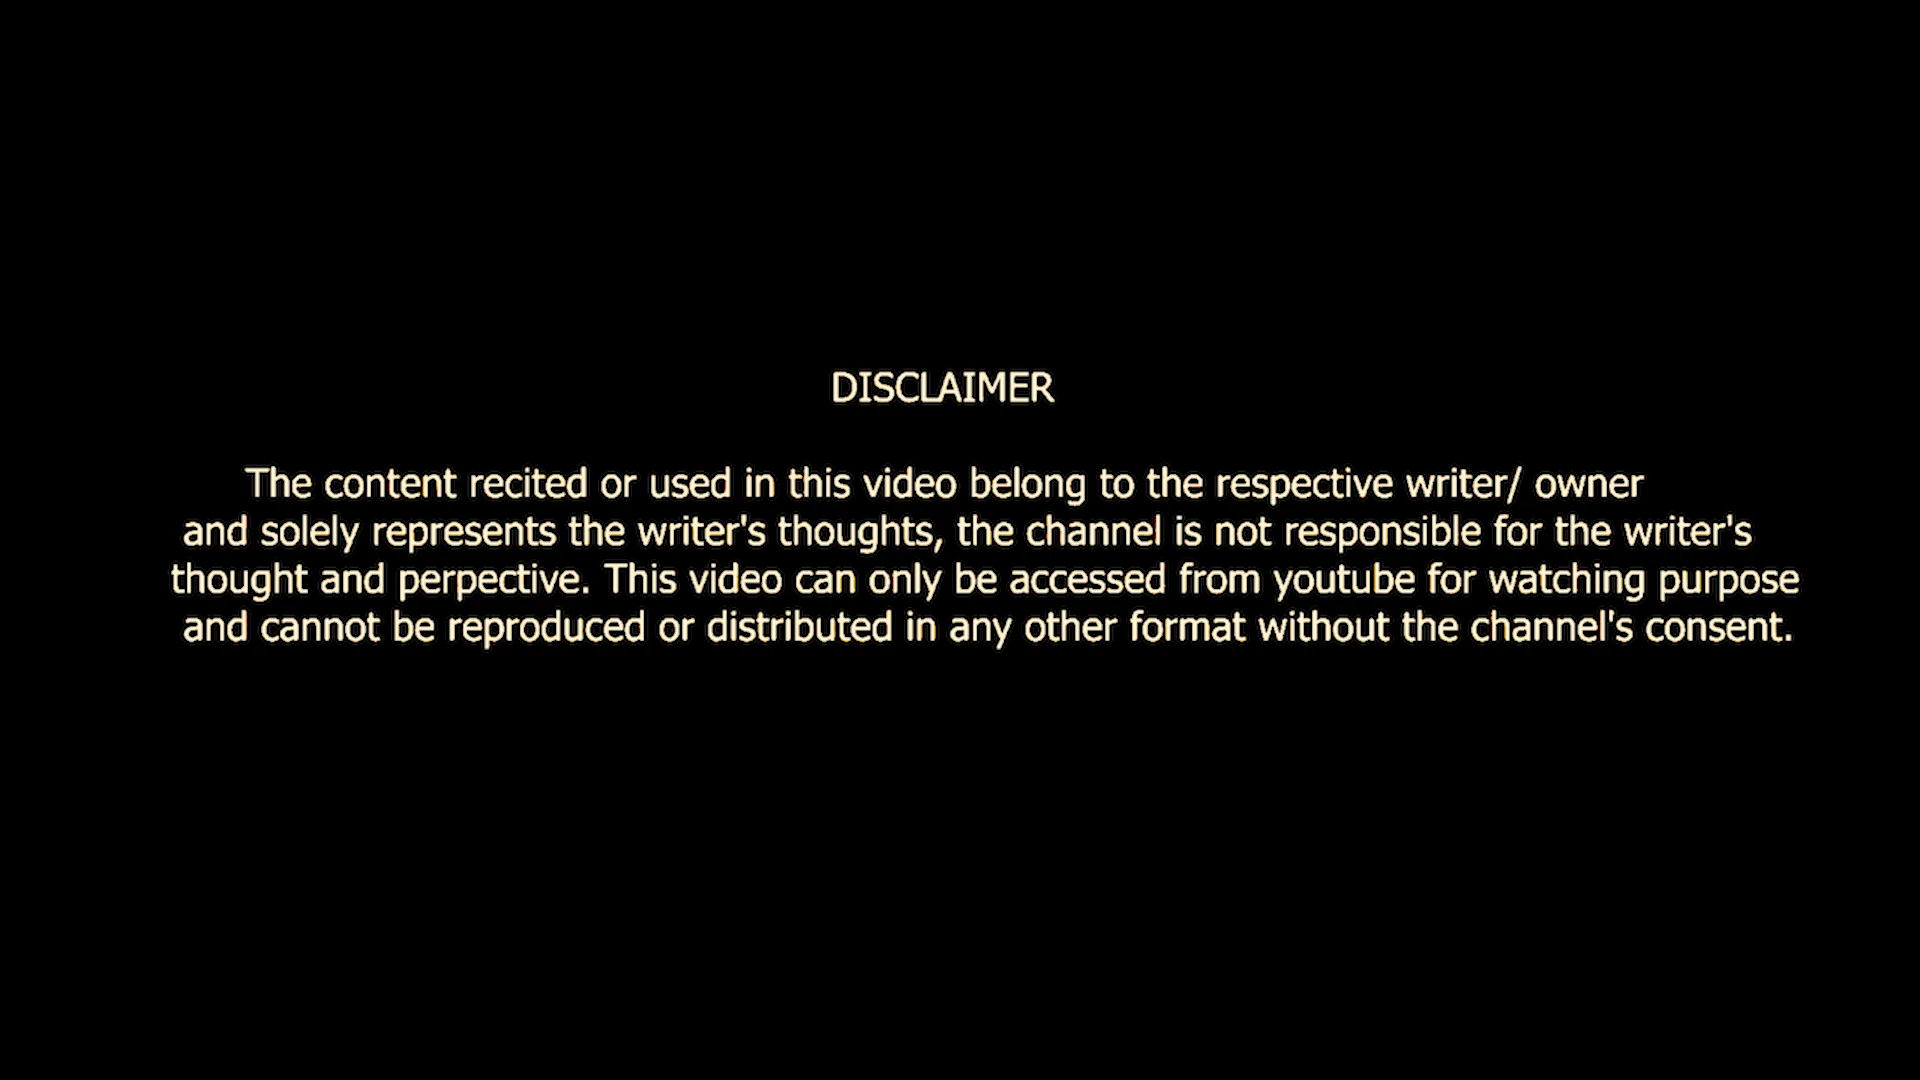 DISCLAIMER
The content recited or used in this video belong to the respective writer/ owner
and solely represents the writer's thoughts, the channel is not responsible for the writer's
thought and perpective. This video can only be accessed from youtube for watching purpose
and cannot be reproduced or distributed in any other format without the channel's consent.